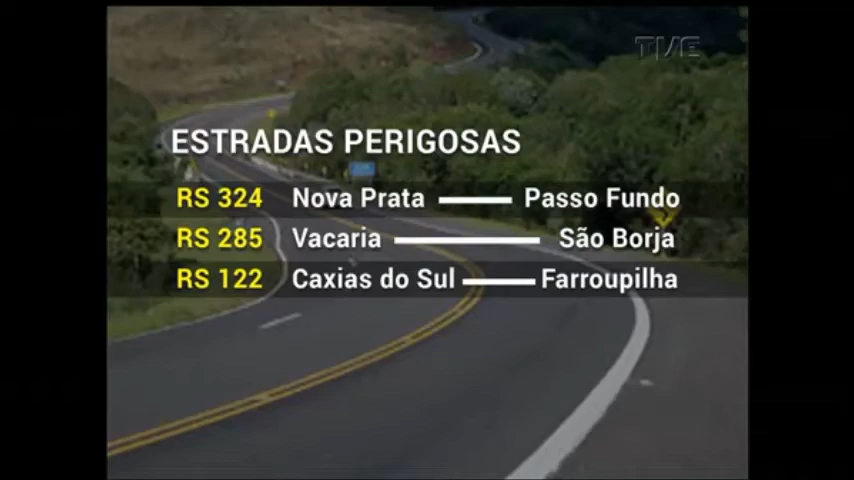 TVE
ESTRADAS PERIGOSAS
RS 324 Nova Prata Passo Fundo
RS 285 Vacaria São Borja
RS 122 Caxias do Sul Farroupilha